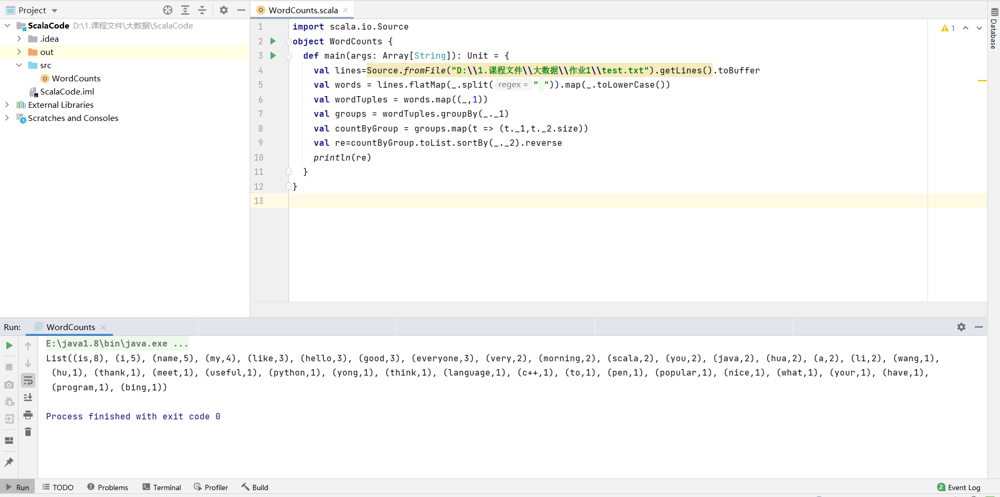 Project
ScalaCode D:\1.课程文件\大数据\ScalaCode
.idea
out
src
WordCounts
ScalaCode.iml
External Libraries
Scratches and Consoles
WordCounts.scala
1 import scala.io.Source
2 object WordCounts {
3 def main(args: Array[String]): Unit = {
4 val lines=Source.fromFile("D:\\1.课程文件\\大数据\\作业1\\test.txt").getLines().toBuffer
5 val words = lines.flatMap(_.split( regex = " ")).map(_.toLowerCase())
6 val wordTuples = words.map((_,1))
7 val groups = wordTuples.groupBy(_._1)
8 val countByGroup = groups.map(t => (t._1,t._2.size))
9 val re=countByGroup.toList.sortBy(_._2).reverse
10 println(re)
11 }
12 }
13
1
Database
Run: WordCounts
E:\java1.8\bin\java.exe ...
List((is,8), (i,5), (name,5), (my,4), (like,3), (hello,3), (good,3), (everyone,3), (very,2), (morning,2), (scala,2), (you,2), (java,2), (hua,2), (a,2), (li,2), (wang,1),
(hu,1), (thank,1), (meet,1), (useful,1), (python,1), (yong,1), (think,1), (language,1), (c++,1), (to,1), (pen,1), (popular,1), (nice,1), (what,1), (your,1), (have,1),
(program,1), (bing,1))
Process finished with exit code 0
Run TODO Problems Terminal Profiler Build 2 Event Log